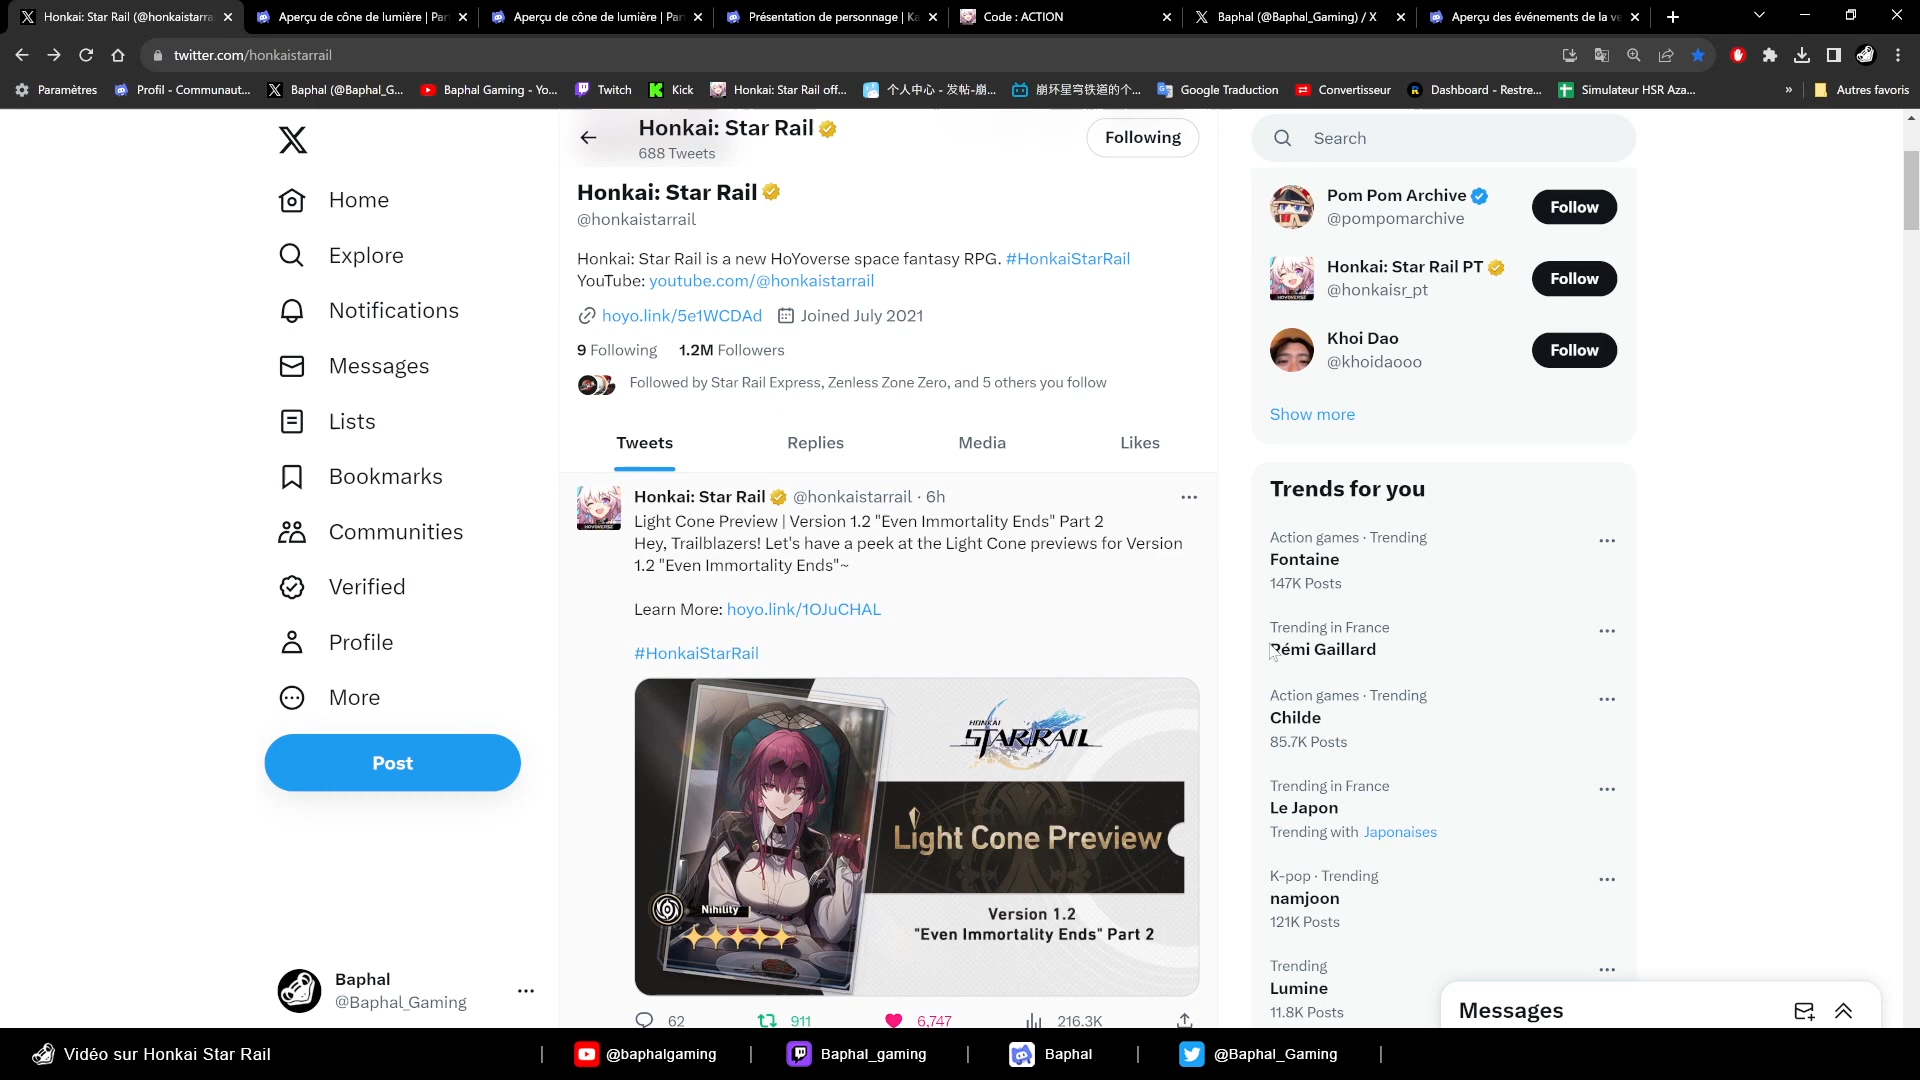 Honkai: Star Rail (@honkaistarra
Aperçu de cône de lumière | Par
Aperçu de cône de lumière | Par
Présentation de personnage | Ka
Code : ACTION
Baphal (@Baphal_Gaming) / X
Aperçu des événements de la ve
twitter.com/honkaistarrail
Paramètres
Profil - Communaut...
Baphal (@Baphal_G...
Baphal Gaming - Yo...
Twitch
Kick
Honkai: Star Rail off...
个人中心 - 发帖-崩...
崩坏星穹铁道的个...
Google Traduction
Convertisseur
Dashboard - Restre...
Simulateur HSR Aza...
»
Autres favoris
Home
Explore
Notifications
Messages
Lists
Bookmarks
Communities
Verified
Profile
More
Post
Baphal
@Baphal_Gaming
Honkai: Star Rail
688 Tweets
Following
Honkai: Star Rail
@honkaistarrail
Honkai: Star Rail is a new HoYoverse space fantasy RPG. #HonkaiStarRail
YouTube: youtube.com/@honkaistarrail
hoyo.link/5e1WCDAd Joined July 2021
9 Following 1.2M Followers
Followed by Star Rail Express, Zenless Zone Zero, and 5 others you follow
Tweets
Replies
Media
Likes
Honkai: Star Rail @honkaistarrail · 6h
Light Cone Preview | Version 1.2 "Even Immortality Ends" Part 2
Hey, Trailblazers! Let's have a peek at the Light Cone previews for Version
1.2 "Even Immortality Ends"~
Learn More: hoyo.link/1OJuCHAL
#HonkaiStarRail
HONKAI
STAR RAIL
Light Cone Preview
Nihility
Version 1.2
"Even Immortality Ends" Part 2
62
911
6,747
216.3K
Search
Pom Pom Archive
@pompomarchive
Follow
Honkai: Star Rail PT
@honkaisr_pt
Follow
Khoi Dao
@khoidaooo
Follow
Show more
Trends for you
Action games · Trending
Fontaine
147K Posts
Trending in France
Rémi Gaillard
Action games · Trending
Childe
85.7K Posts
Trending in France
Le Japon
Trending with Japonaises
K-pop · Trending
namjoon
121K Posts
Trending
Lumine
11.8K Posts
Messages
Vidéo sur Honkai Star Rail
@baphalgaming
Baphal_gaming
Baphal
@Baphal_Gaming